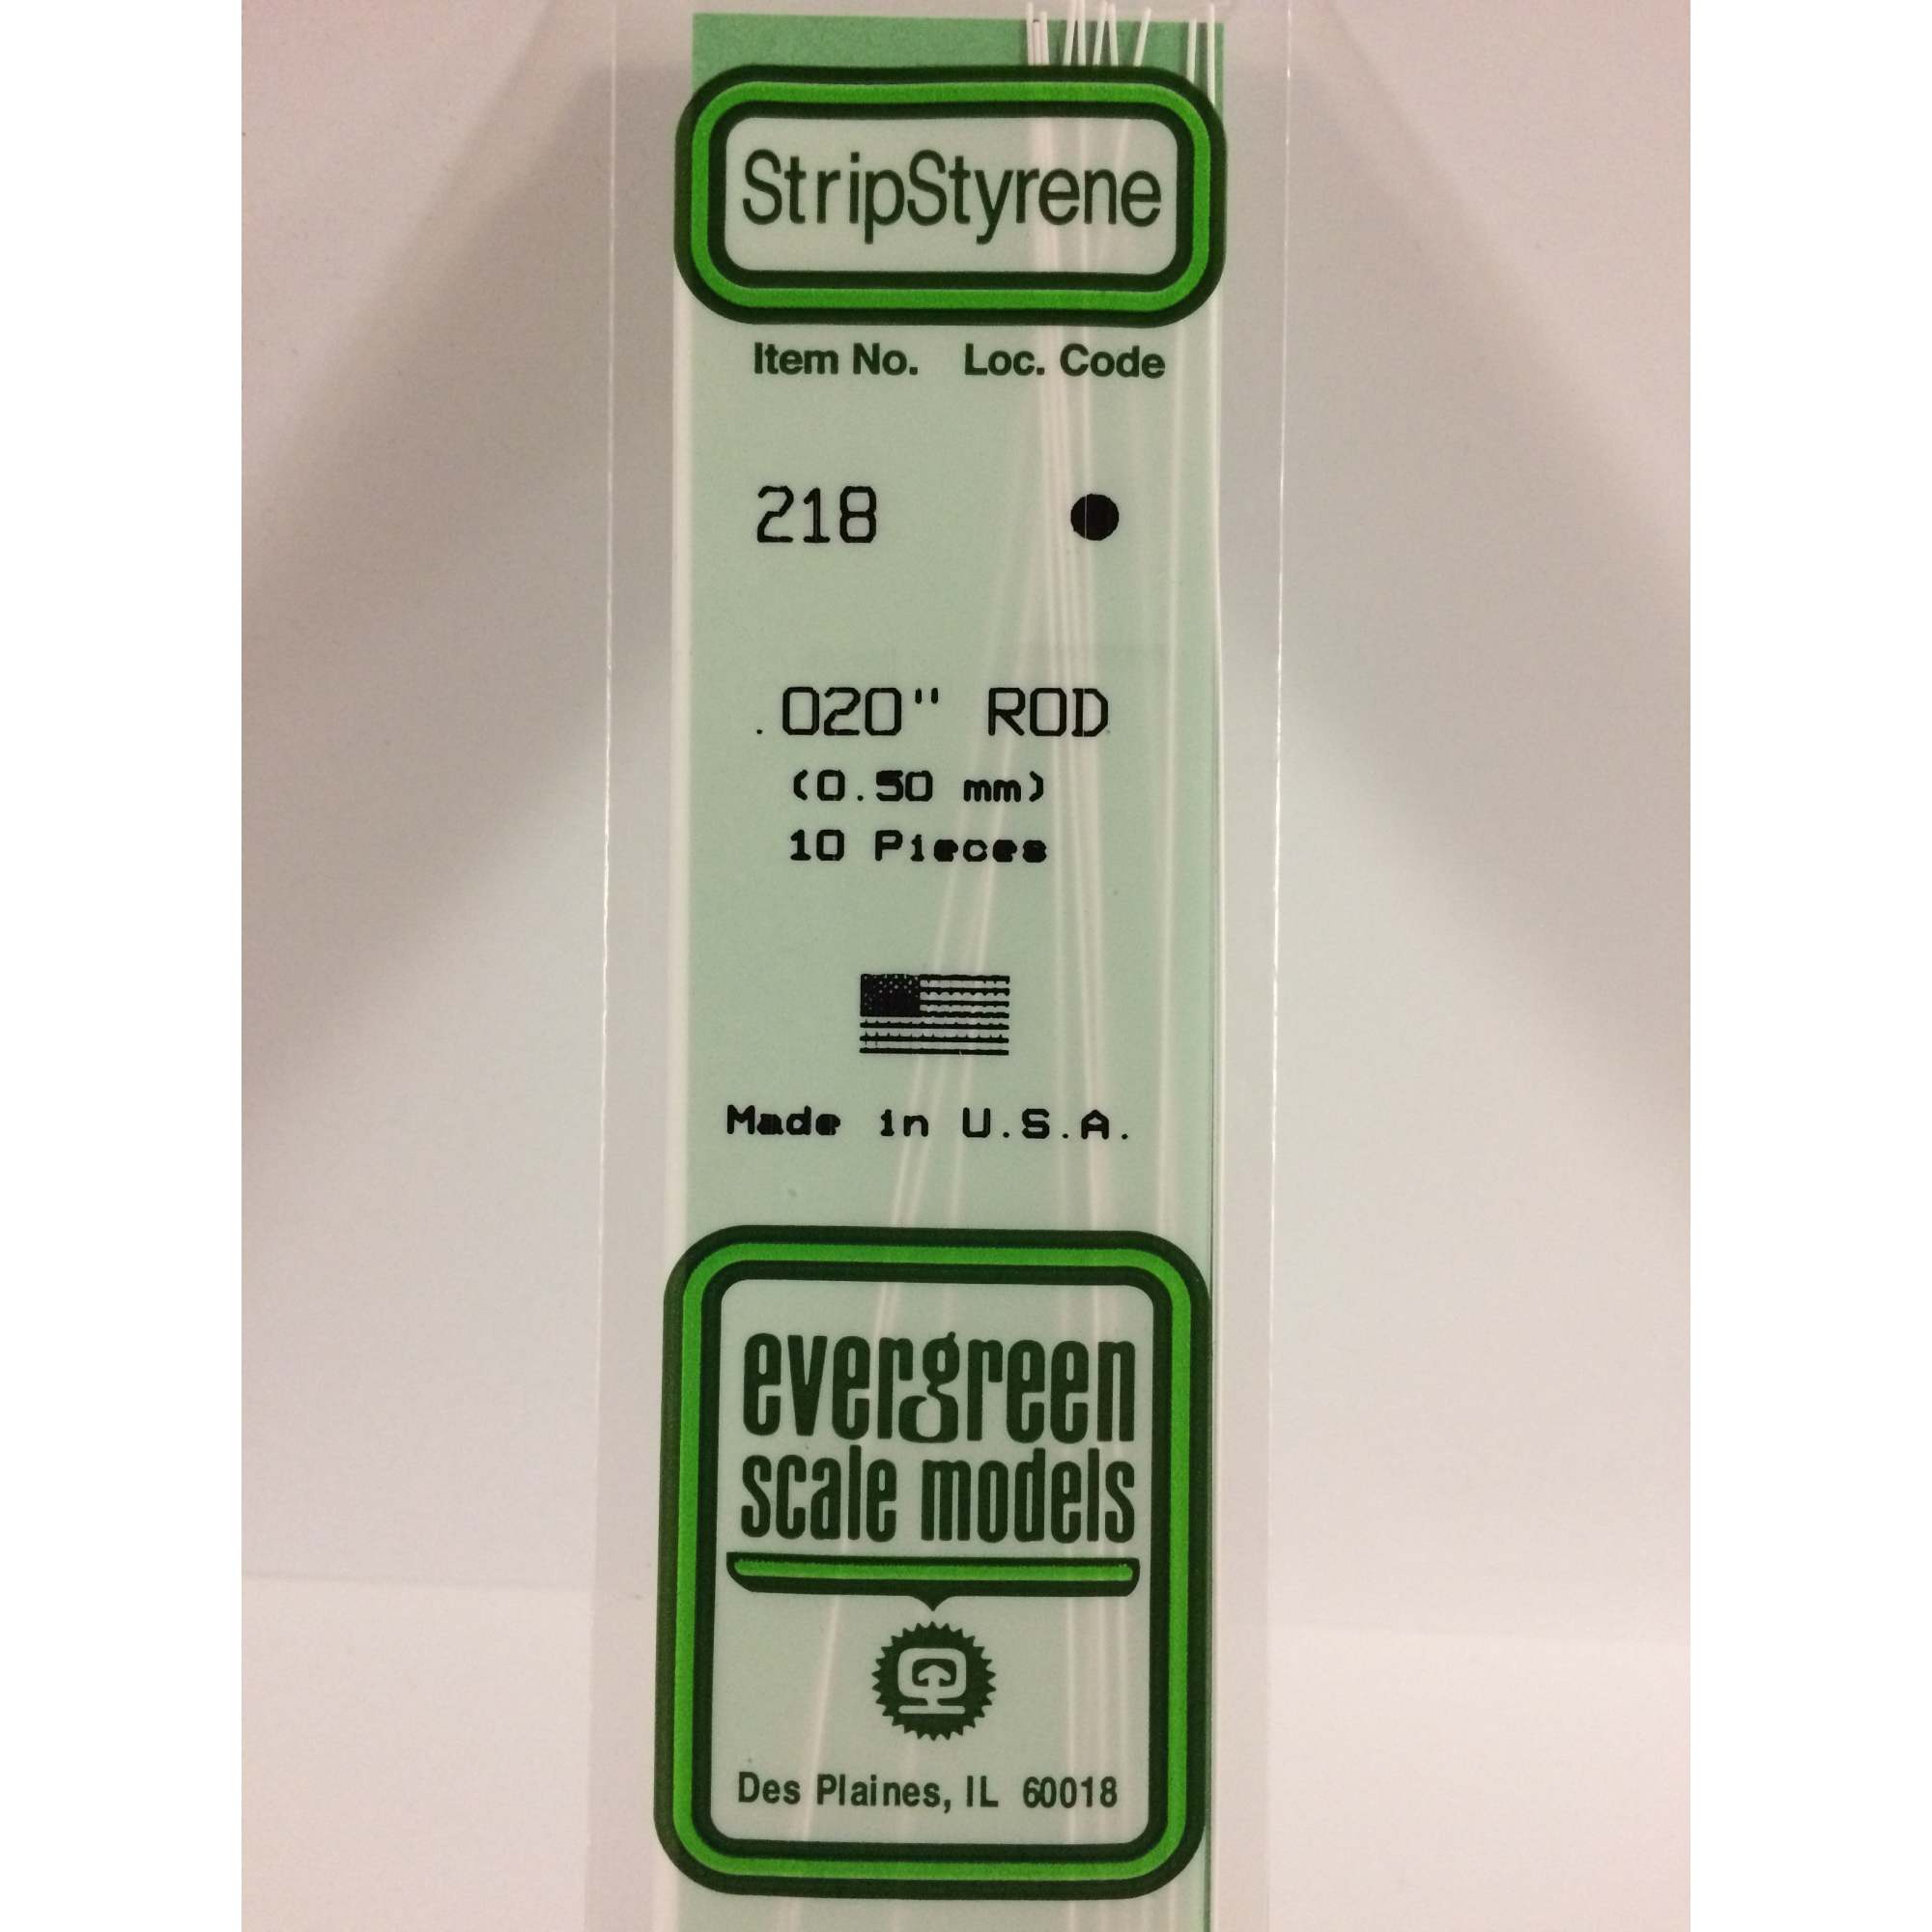 StripStyrene
Item No. Loc. Code
218
.020" ROD
(0.50 mm)
10 Pieces
Made in U.S.A.
evergreen
scale models
Des Plaines, IL 60018